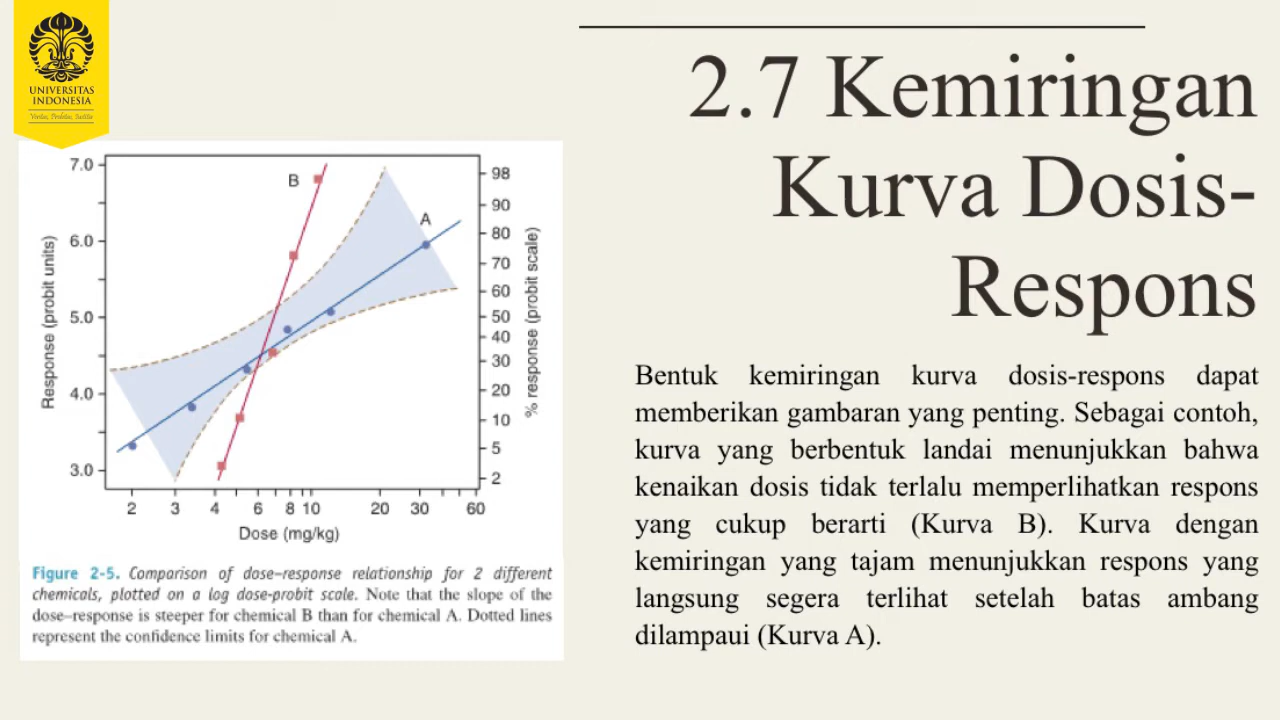 UNIVERSITAS
INDONESIA
Veritas, Probitas, Iustitia
2.7 Kemiringan
Kurva Dosis-
Respons
7.0
6.0
5.0
4.0
3.0
Response (probit units)
B
A
98
90
80
70
60
50
40
30
20
10
5
2
% response (probit scale)
2 3 4 6 8 10 20 30 60
Dose (mg/kg)
Figure 2-5. Comparison of dose–response relationship for 2 different
chemicals, plotted on a log dose-probit scale. Note that the slope of the
dose–response is steeper for chemical B than for chemical A. Dotted lines
represent the confidence limits for chemical A.
Bentuk kemiringan kurva dosis-respons dapat
memberikan gambaran yang penting. Sebagai contoh,
kurva yang berbentuk landai menunjukkan bahwa
kenaikan dosis tidak terlalu memperlihatkan respons
yang cukup berarti (Kurva B). Kurva dengan
kemiringan yang tajam menunjukkan respons yang
langsung segera terlihat setelah batas ambang
dilampaui (Kurva A).